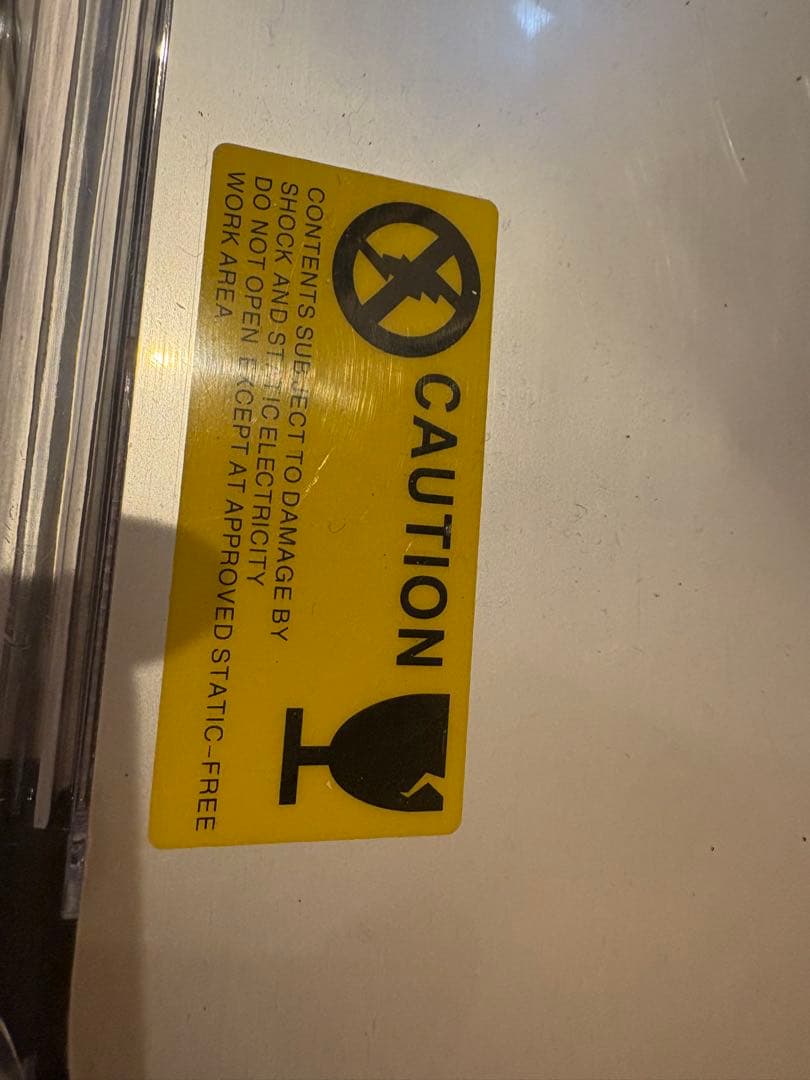 CAUTION
CONTENTS SUBJECT TO DAMAGE BY
SHOCK AND STATIC ELECTRICITY
DO NOT OPEN EXCEPT AT APPROVED STATIC-FREE
WORK AREA